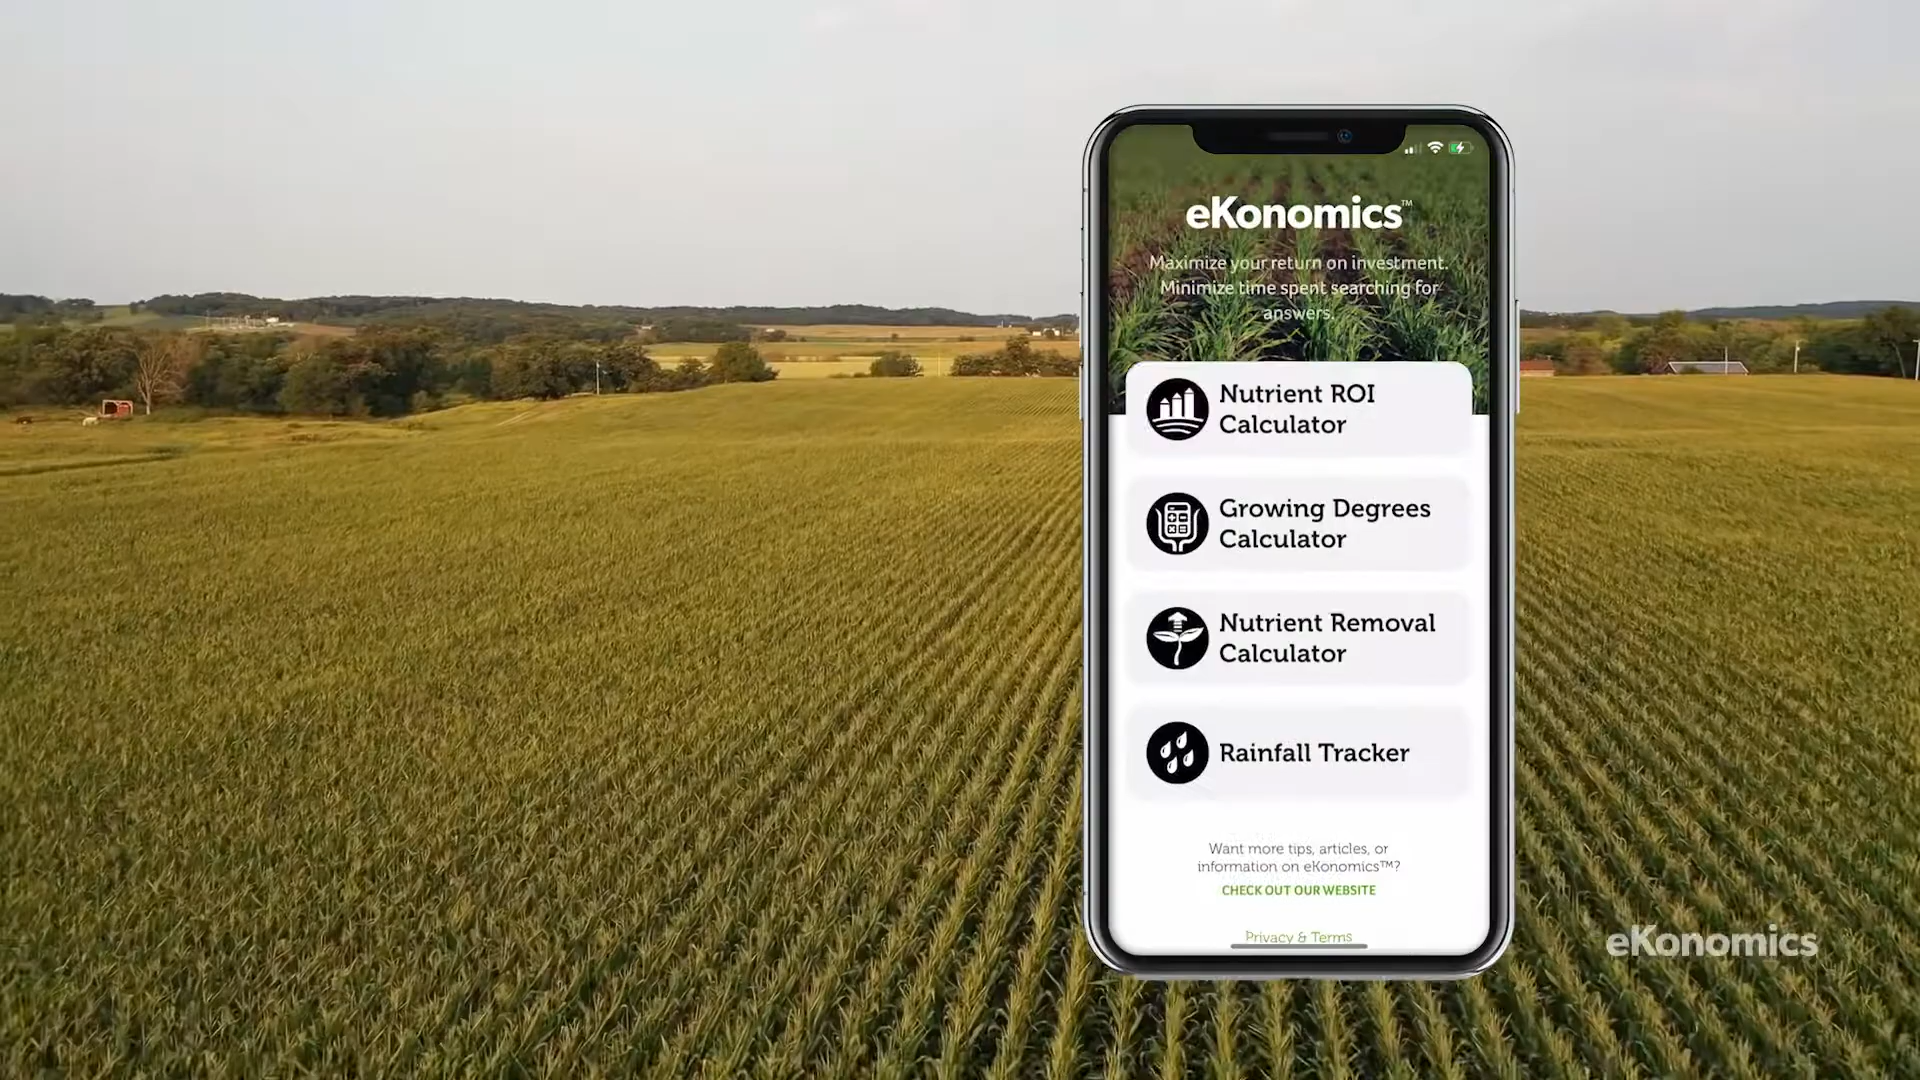 eKonomics™
Maximize your return on investment.
Minimize time spent searching for
answers.
Nutrient ROI
Calculator
Growing Degrees
Calculator
Nutrient Removal
Calculator
Rainfall Tracker
Want more tips, articles, or
information on eKonomics™?
CHECK OUT OUR WEBSITE
Privacy & Terms
eKonomics